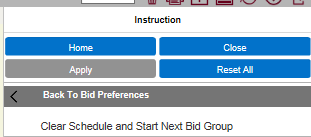 Instruction
Home Close
Apply Reset All
Back To Bid Preferences
Clear Schedule and Start Next Bid Group